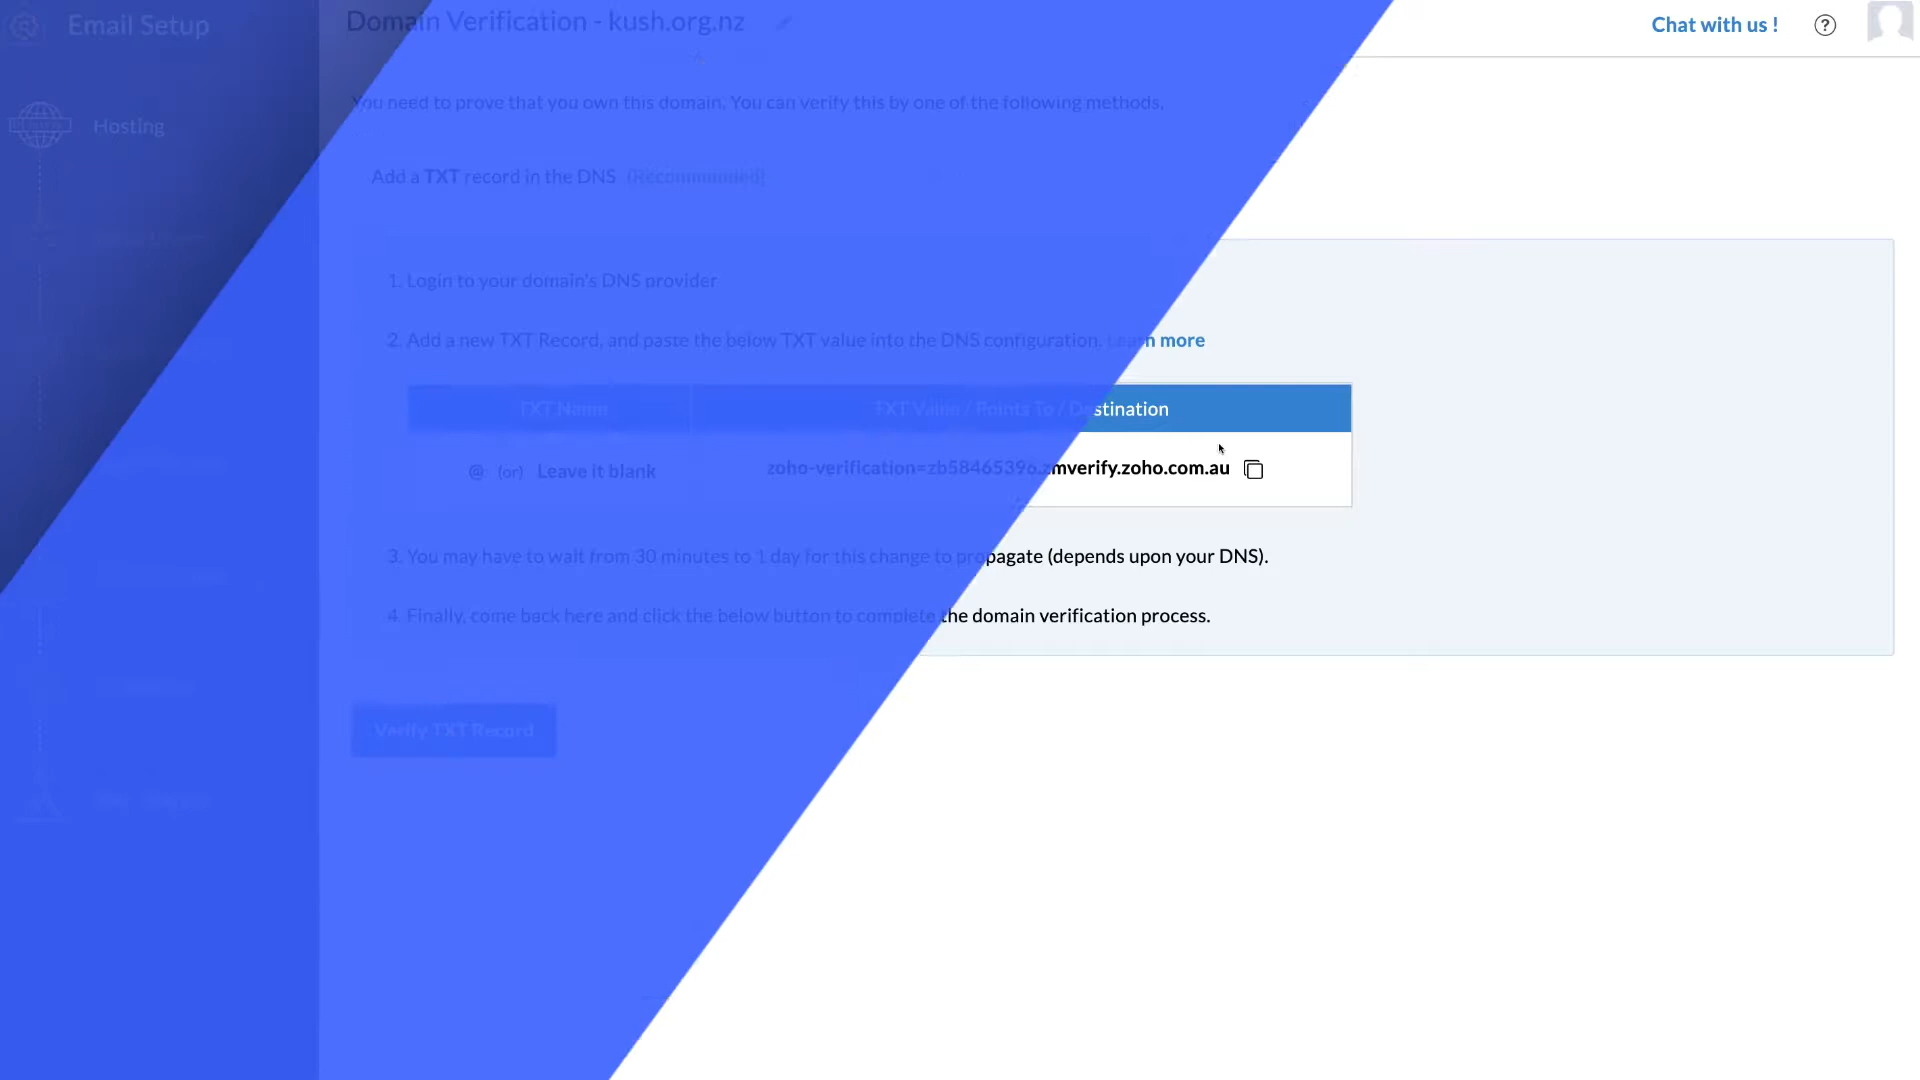 Email Setup
Domain Verification - kush.org.nz
Chat with us !
?
Hosting
You need to prove that you own this domain. You can verify this by one of the following methods.
Add a TXT record in the DNS (Recommended)
1. Login to your domain's DNS provider
2. Add a new TXT Record, and paste the below TXT value into the DNS configuration. Learn more
TXT Name
TXT Value / Points To / Destination
@ (or) Leave it blank
zoho-verification=zb58465396.zmverify.zoho.com.au
3. You may have to wait from 30 minutes to 1 day for this change to propagate (depends upon your DNS).
4. Finally, come back here and click the below button to complete the domain verification process.
Verify TXT Record